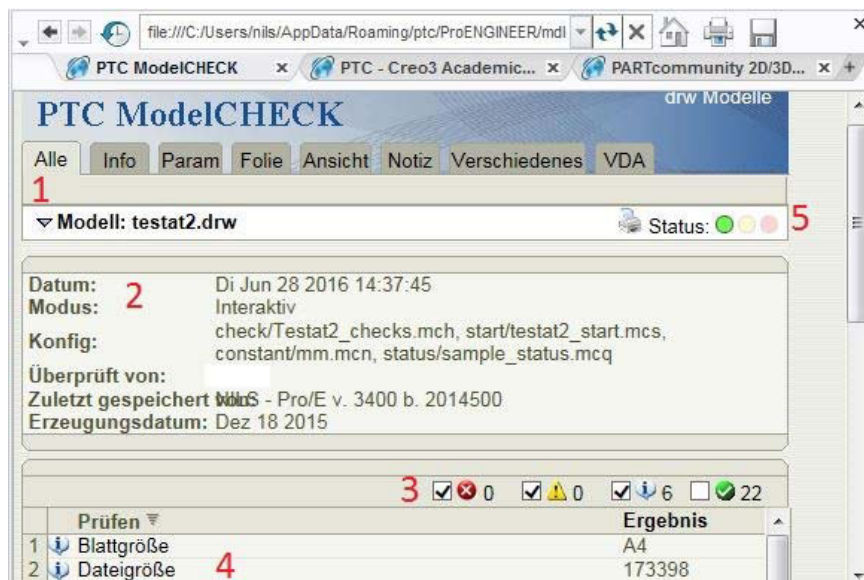 file:///C:/Users/nils/AppData/Roaming/ptc/ProENGINEER/mdl
PTC ModelCHECK x PTC - Creo3 Academic... x PARTcommunity 2D/3D... x +
PTC ModelCHECK
drw Modelle
Alle Info Param Folie Ansicht Notiz Verschiedenes VDA
1
Modell: testat2.drw Status: 5
Datum: Di Jun 28 2016 14:37:45
2
Modus: Interaktiv
Konfig: check/Testat2_checks.mch, start/testat2_start.mcs,
constant/mm.mcn, status/sample_status.mcq
Überprüft von:
Zuletzt gespeichert - Pro/E v. 3400 b. 2014500
Erzeugungsdatum: Dez 18 2015
3 0 0 6 22
Prüfen Ergebnis
1 Blattgröße A4
2 Dateigröße 4 173398